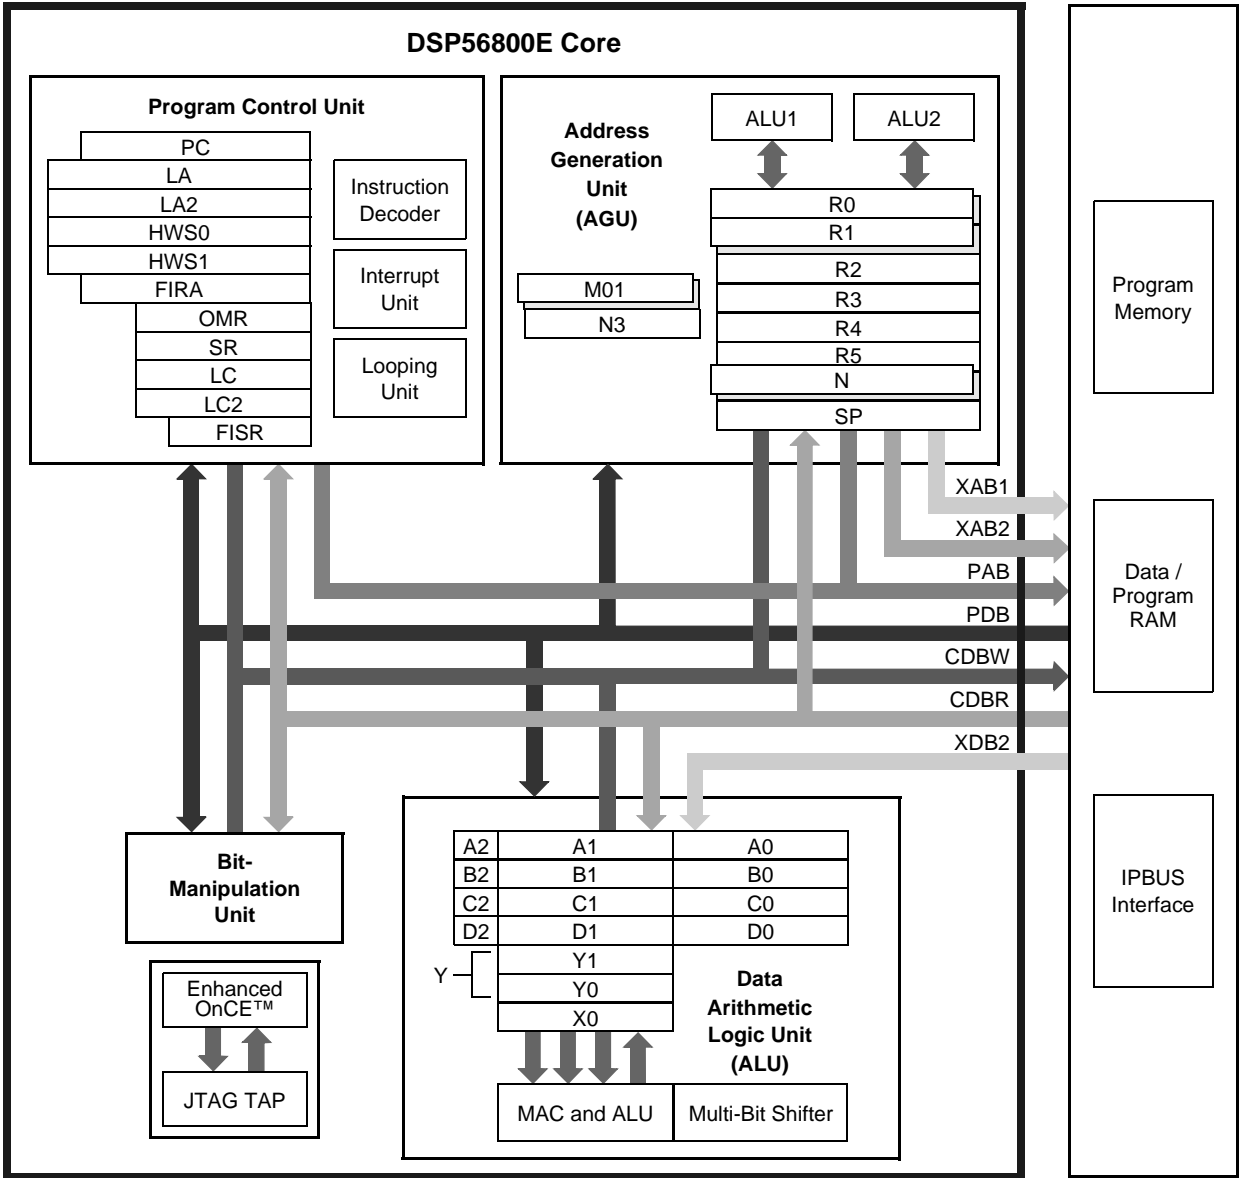 DSP56800E Core
Program Control Unit
PC
LA
LA2
HWS0
HWS1
FIRA
OMR
SR
LC
LC2
FISR
Instruction
Decoder
Interrupt
Unit
Looping
Unit
Address
Generation
Unit
(AGU)
ALU1
ALU2
R0
R1
R2
R3
R4
R5
N
SP
M01
N3
XAB1
XAB2
PAB
PDB
CDBW
CDBR
XDB2
Program
Memory
Data /
Program
RAM
IPBUS
Interface
Bit-
Manipulation
Unit
Enhanced
OnCE™
JTAG TAP
A2 A1 A0
B2 B1 B0
C2 C1 C0
D2 D1 D0
Y
Y1
Y0
X0
Data
Arithmetic
Logic Unit
(ALU)
MAC and ALU
Multi-Bit Shifter